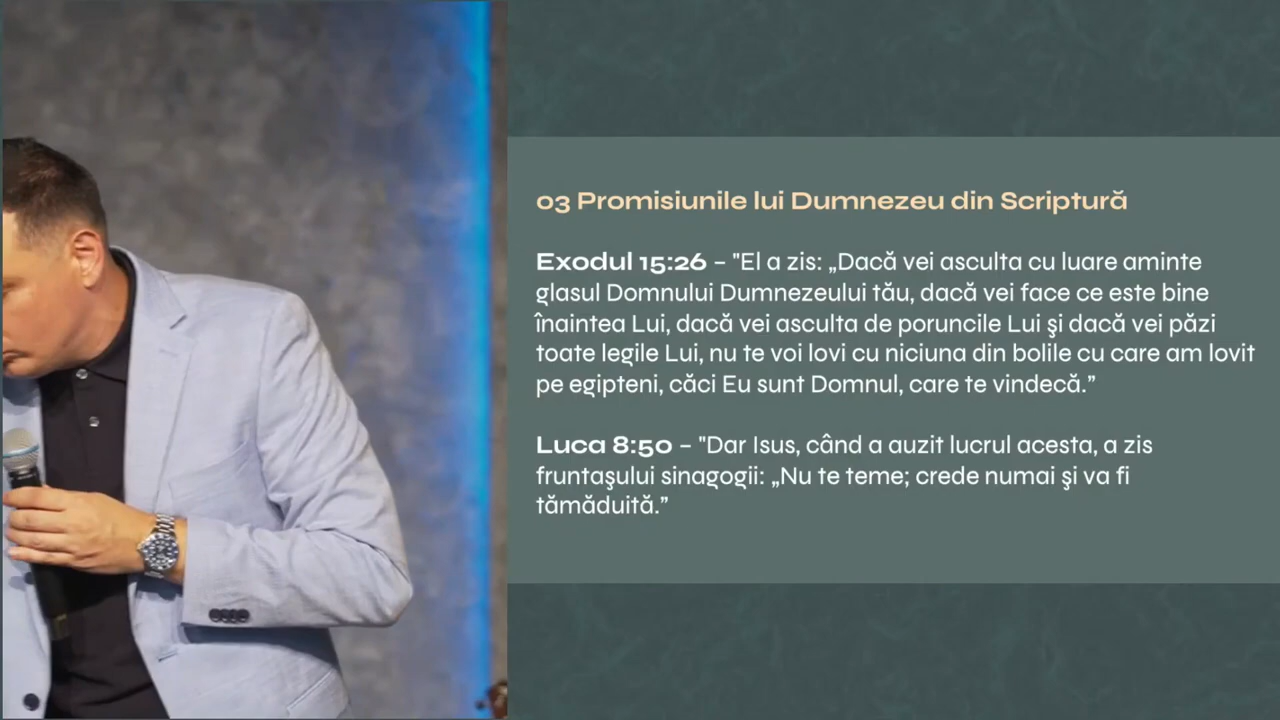 03 Promisiunile lui Dumnezeu din Scriptură
Exodul 15:26 – "El a zis: „Dacă vei asculta cu luare aminte
glasul Domnului Dumnezeului tău, dacă vei face ce este bine
înaintea Lui, dacă vei asculta de poruncile Lui şi dacă vei păzi
toate legile Lui, nu te voi lovi cu niciuna din bolile cu care am lovit
pe egipteni, căci Eu sunt Domnul, care te vindecă.”
Luca 8:50 – "Dar Isus, când a auzit lucrul acesta, a zis
fruntaşului sinagogii: „Nu te teme; crede numai şi va fi
tămăduită.”